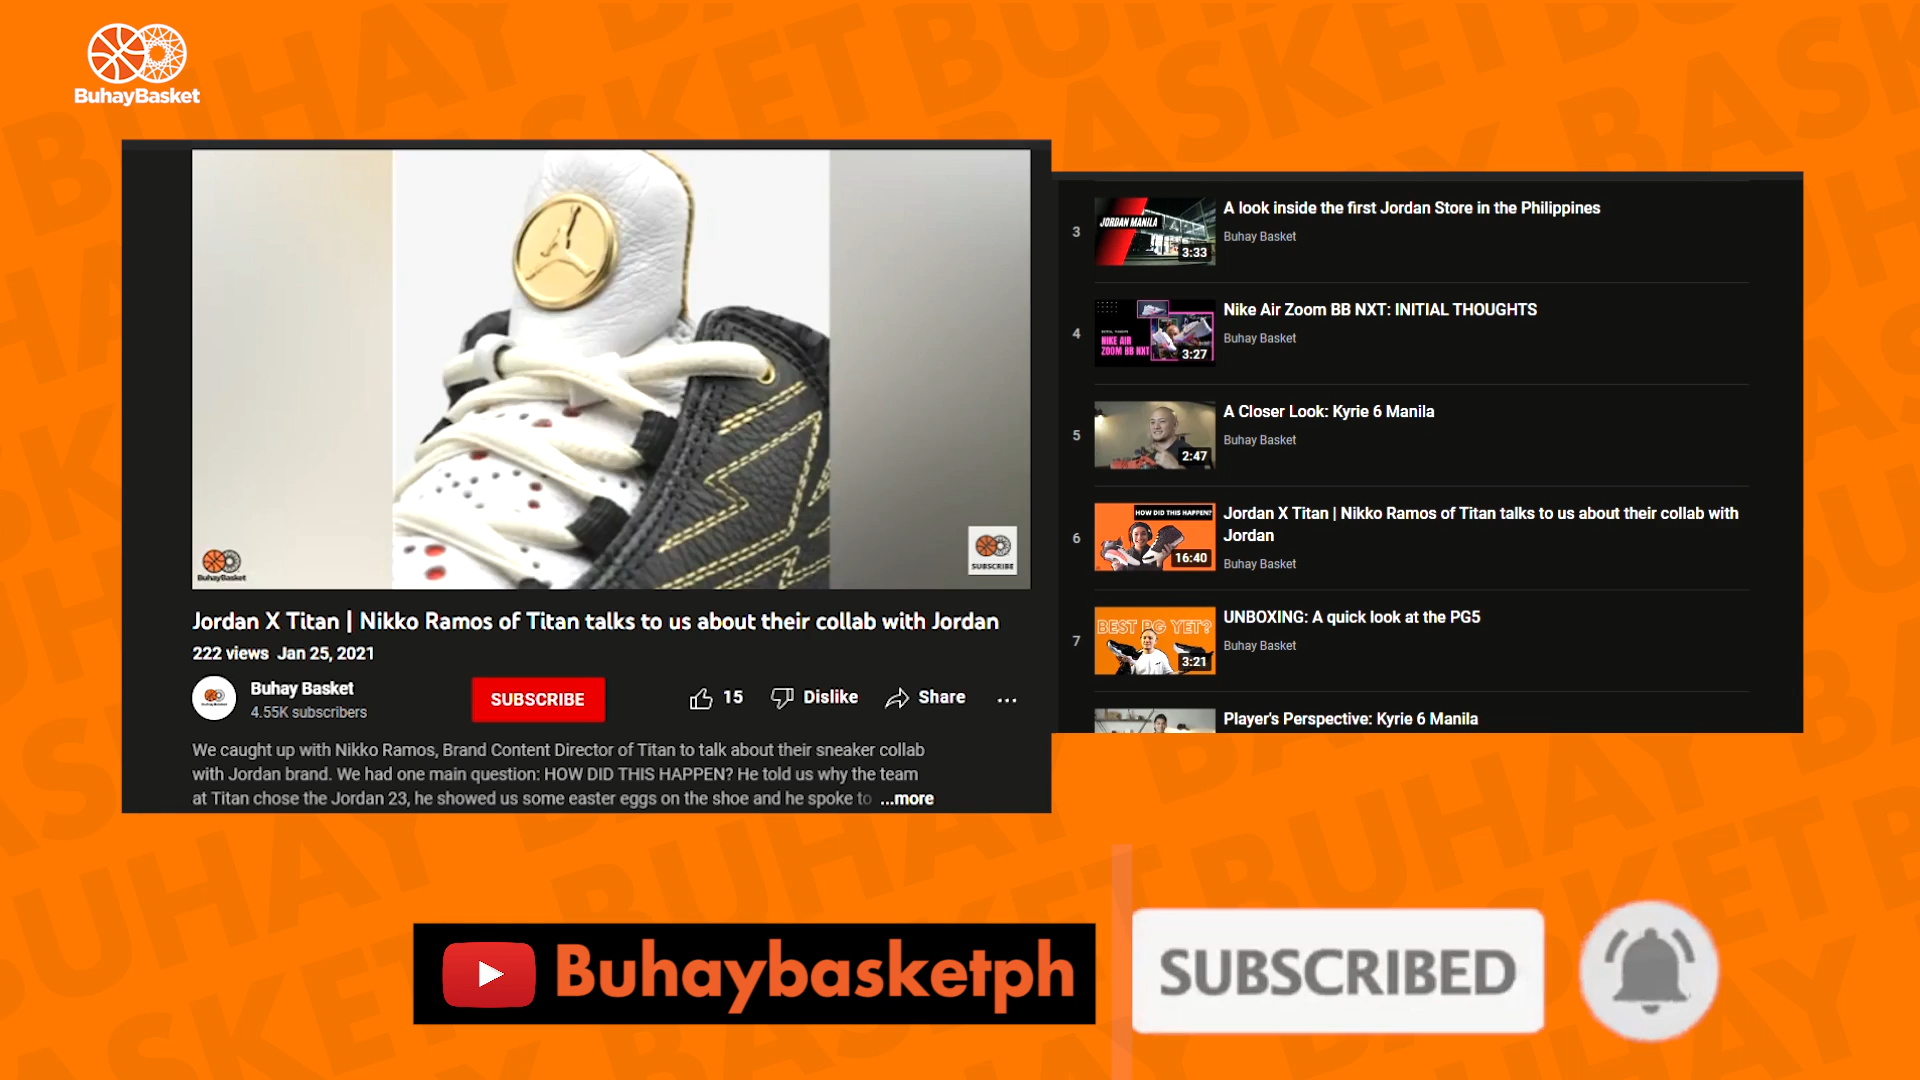 BuhayBasket
BuhayBasket
SUBSCRIBE
Jordan X Titan | Nikko Ramos of Titan talks to us about their collab with Jordan
222 views Jan 25, 2021
Buhay Basket
4.55K subscribers
SUBSCRIBE
15
Dislike
Share
...
We caught up with Nikko Ramos, Brand Content Director of Titan to talk about their sneaker collab
with Jordan brand. We had one main question: HOW DID THIS HAPPEN? He told us why the team
at Titan chose the Jordan 23, he showed us some easter eggs on the shoe and he spoke to ...more
3
JORDAN MANILA
3:33
A look inside the first Jordan Store in the Philippines
Buhay Basket
4
NIKE AIR
ZOOM BB NXT
3:27
Nike Air Zoom BB NXT: INITIAL THOUGHTS
Buhay Basket
5
2:47
A Closer Look: Kyrie 6 Manila
Buhay Basket
6
HOW DID THIS HAPPEN?
16:40
Jordan X Titan | Nikko Ramos of Titan talks to us about their collab with
Jordan
Buhay Basket
7
BEST PG YET?
3:21
UNBOXING: A quick look at the PG5
Buhay Basket
Player's Perspective: Kyrie 6 Manila
Buhaybasketph
SUBSCRIBED
BUHAY BASKET